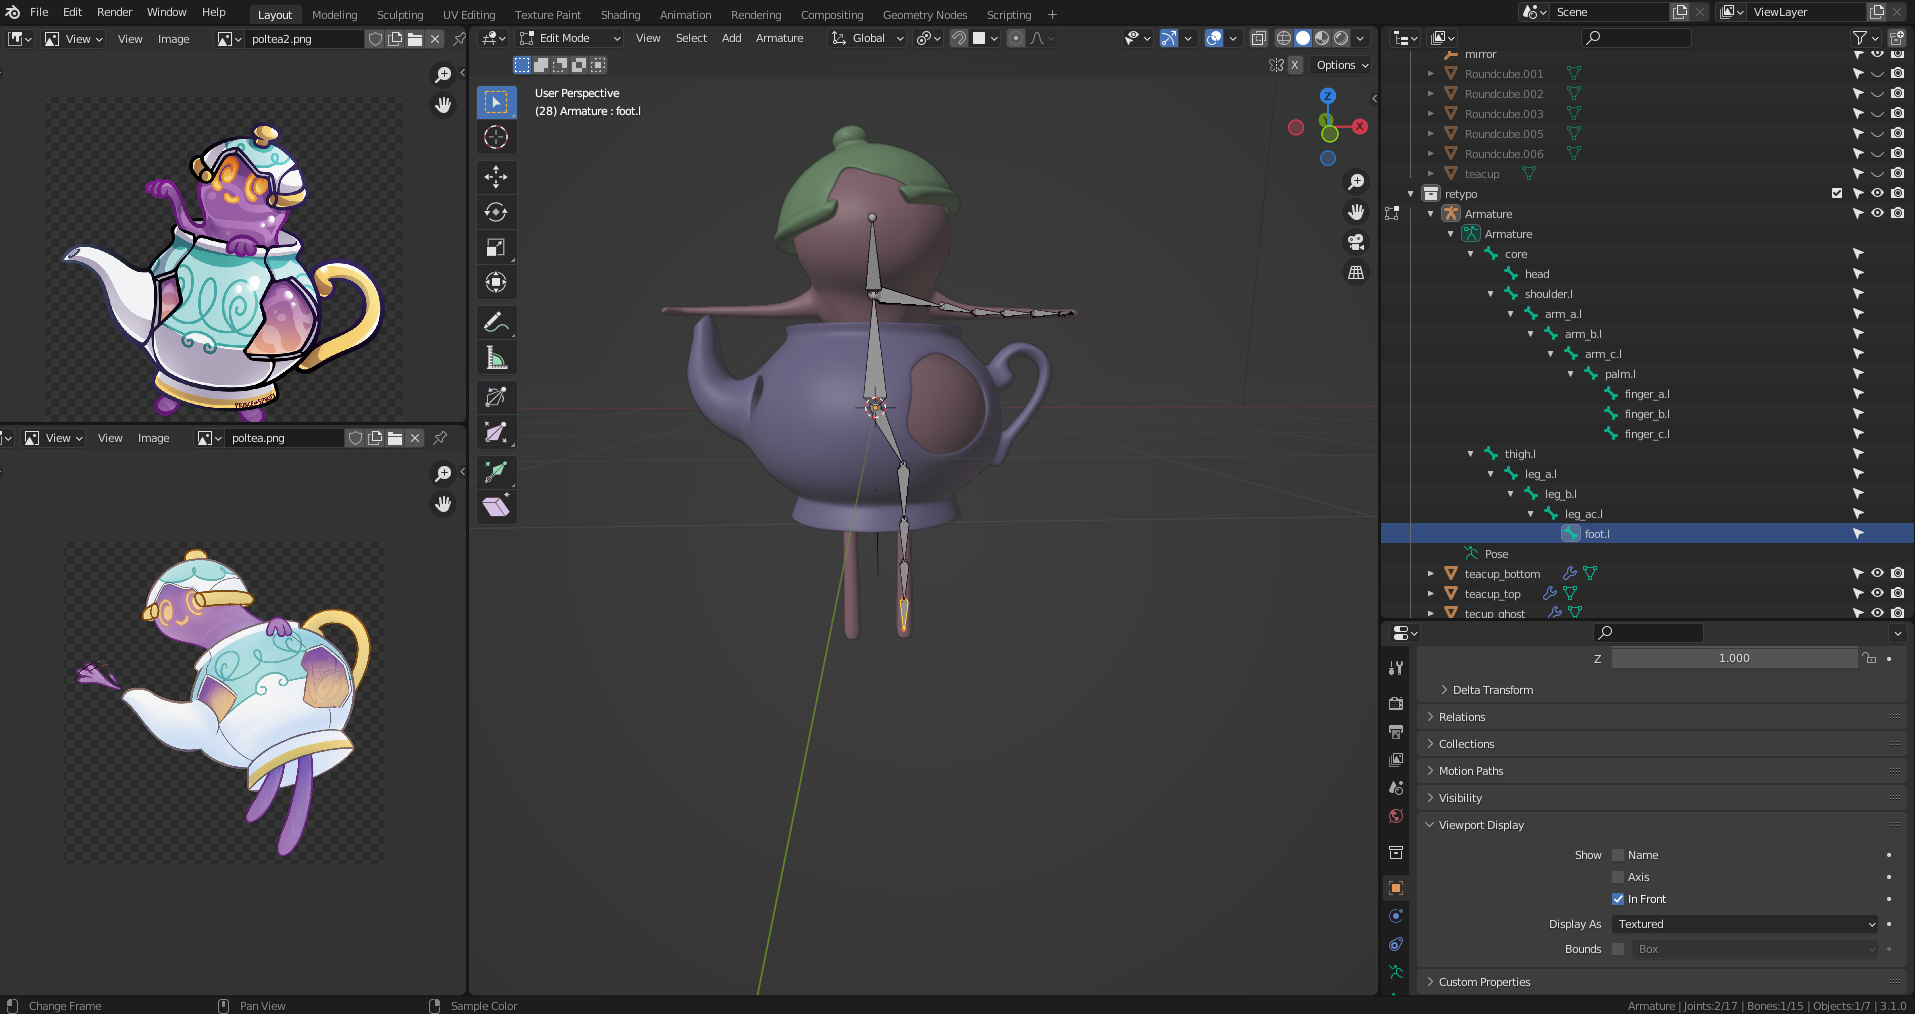 File Edit Render Window Help Layout Modeling Sculpting UV Editing Texture Paint Shading Animation Rendering Compositing Geometry Nodes Scripting + Scene ViewLayer
View View Image poltea2.png
Edit Mode View Select Add Armature Global
X Options
User Perspective
(28) Armature : foot.l
Z
Y
X
View View Image poltea.png
mirror
Roundcube.001
Roundcube.002
Roundcube.003
Roundcube.005
Roundcube.006
teacup
retypo
Armature
Armature
core
head
shoulder.l
arm_a.l
arm_b.l
arm_c.l
palm.l
finger_a.l
finger_b.l
finger_c.l
thigh.l
leg_a.l
leg_b.l
leg_ac.l
foot.l
Pose
teacup_bottom
teacup_top
tecup_ghost
Z 1.000
Delta Transform
Relations
Collections
Motion Paths
Visibility
Viewport Display
Show Name
Axis
In Front
Display As Textured
Bounds Box
Custom Properties
Change Frame Pan View Sample Color Armature | Joints:2/17 | Bones:1/15 | Objects:1/7 | 3.1.0